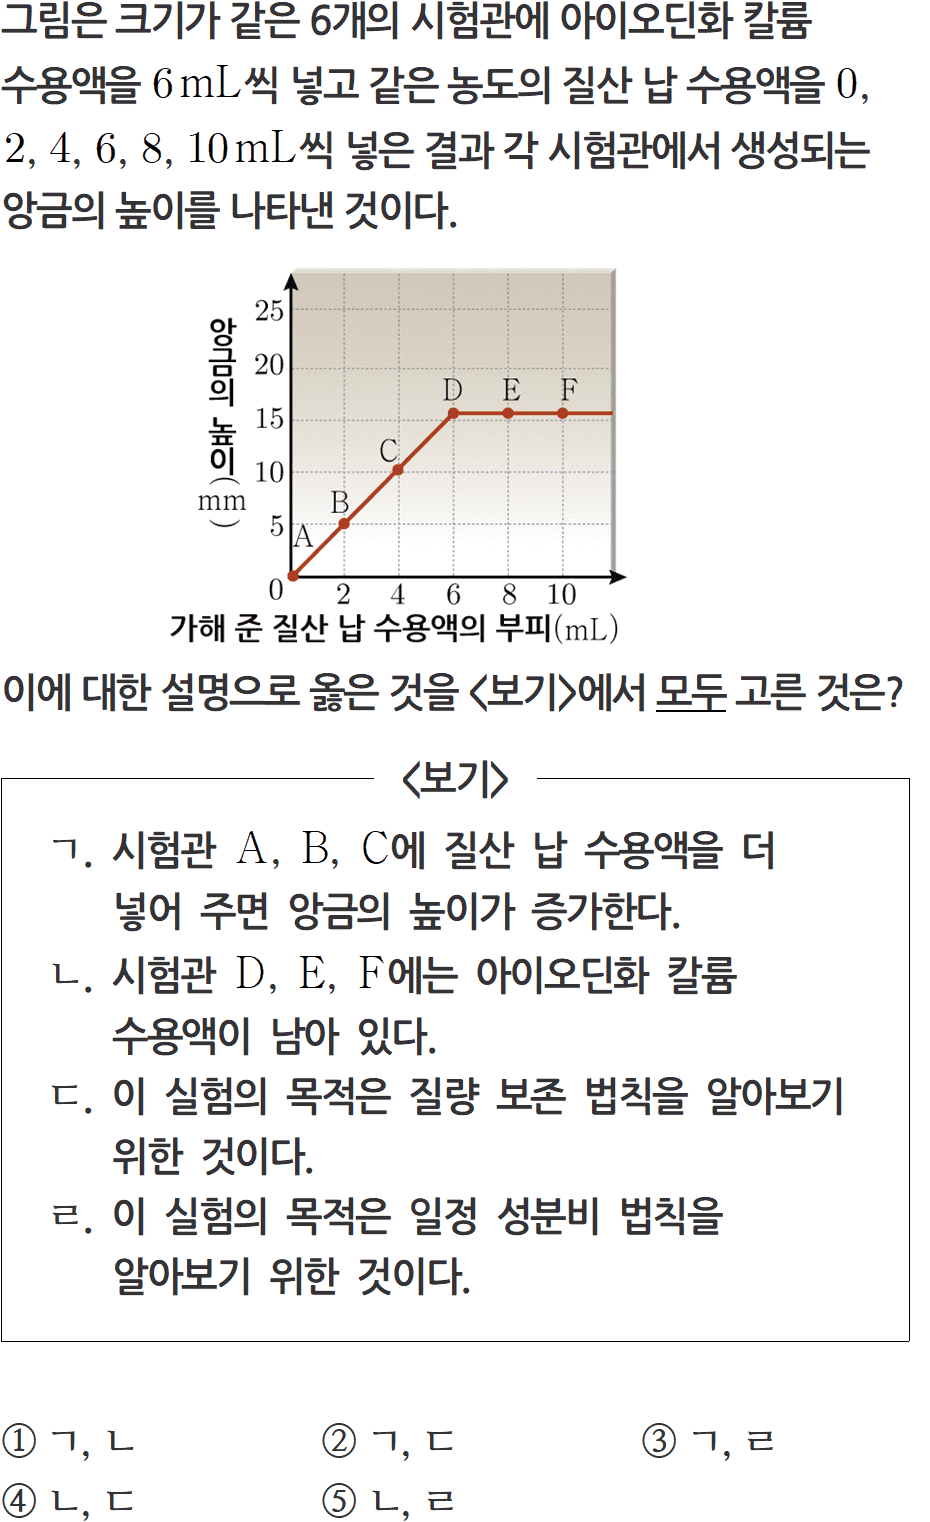 그림은 크기가 같은 6개의 시험관에 아이오딘화 칼륨
수용액을 6mL씩 넣고 같은 농도의 질산 납 수용액을 0,
2, 4, 6, 8, 10mL씩 넣은 결과 각 시험관에서 생성되는
앙금의 높이를 나타낸 것이다.
앙금의 높이(mm)
25
20
15
10
5
0
A
B
C
D
E
F
2 4 6 8 10
가해 준 질산 납 수용액의 부피(mL)
이에 대한 설명으로 옳은 것을 <보기>에서 모두 고른 것은?
<보기>
ㄱ. 시험관 A, B, C에 질산 납 수용액을 더
넣어 주면 앙금의 높이가 증가한다.
ㄴ. 시험관 D, E, F에는 아이오딘화 칼륨
수용액이 남아 있다.
ㄷ. 이 실험의 목적은 질량 보존 법칙을 알아보기
위한 것이다.
ㄹ. 이 실험의 목적은 일정 성분비 법칙을
알아보기 위한 것이다.
① ㄱ, ㄴ ② ㄱ, ㄷ ③ ㄱ, ㄹ
④ ㄴ, ㄷ ⑤ ㄴ, ㄹ